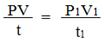 PV = P₁V₁
t t₁